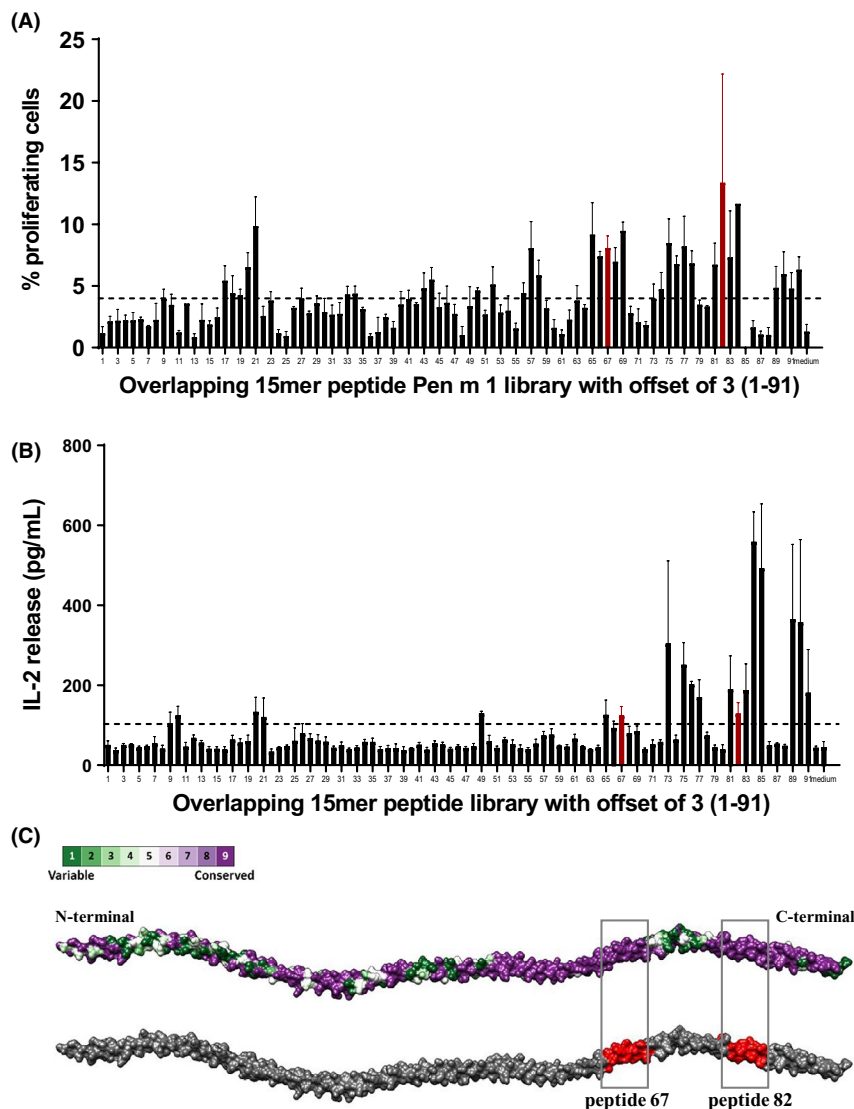 (A)
25
20
15
10
5
0
% proliferating cells
1 3 5 7 9 11 13 15 17 19 21 23 25 27 29 31 33 35 37 39 41 43 45 47 49 51 53 55 57 59 61 63 65 67 69 71 73 75 77 79 81 83 85 87 89 91 medium
Overlapping 15mer peptide Pen m 1 library with offset of 3 (1-91)
(B)
800
600
400
200
0
IL-2 release (pg/mL)
1 3 5 7 9 11 13 15 17 19 21 23 25 27 29 31 33 35 37 39 41 43 45 47 49 51 53 55 57 59 61 63 65 67 69 71 73 75 77 79 81 83 85 87 89 91 medium
Overlapping 15mer peptide library with offset of 3 (1-91)
(C)
1 2 3 4 5 6 7 8 9
Variable Conserved
N-terminal C-terminal
peptide 67 peptide 82